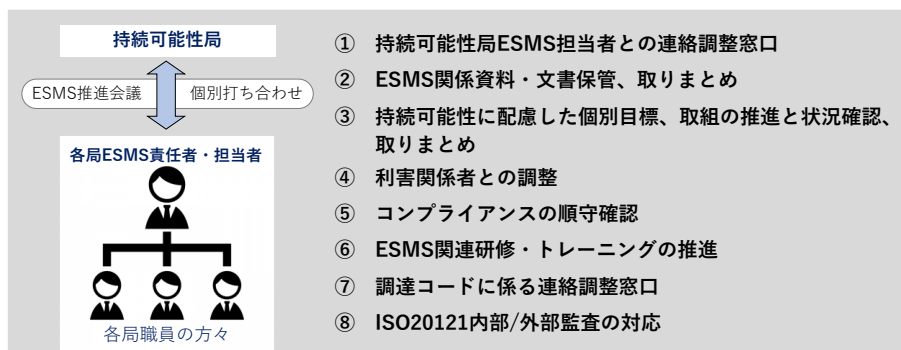 持続可能性局
ESMS推進会議
個別打ち合わせ
各局ESMS責任者・担当者
各局職員の方々
① 持続可能性局ESMS担当者との連絡調整窓口
② ESMS関係資料・文書保管、取りまとめ
③ 持続可能性に配慮した個別目標、取組の推進と状況確認、
取りまとめ
④ 利害関係者との調整
⑤ コンプライアンスの順守確認
⑥ ESMS関連研修・トレーニングの推進
⑦ 調達コードに係る連絡調整窓口
⑧ ISO20121内部/外部監査の対応